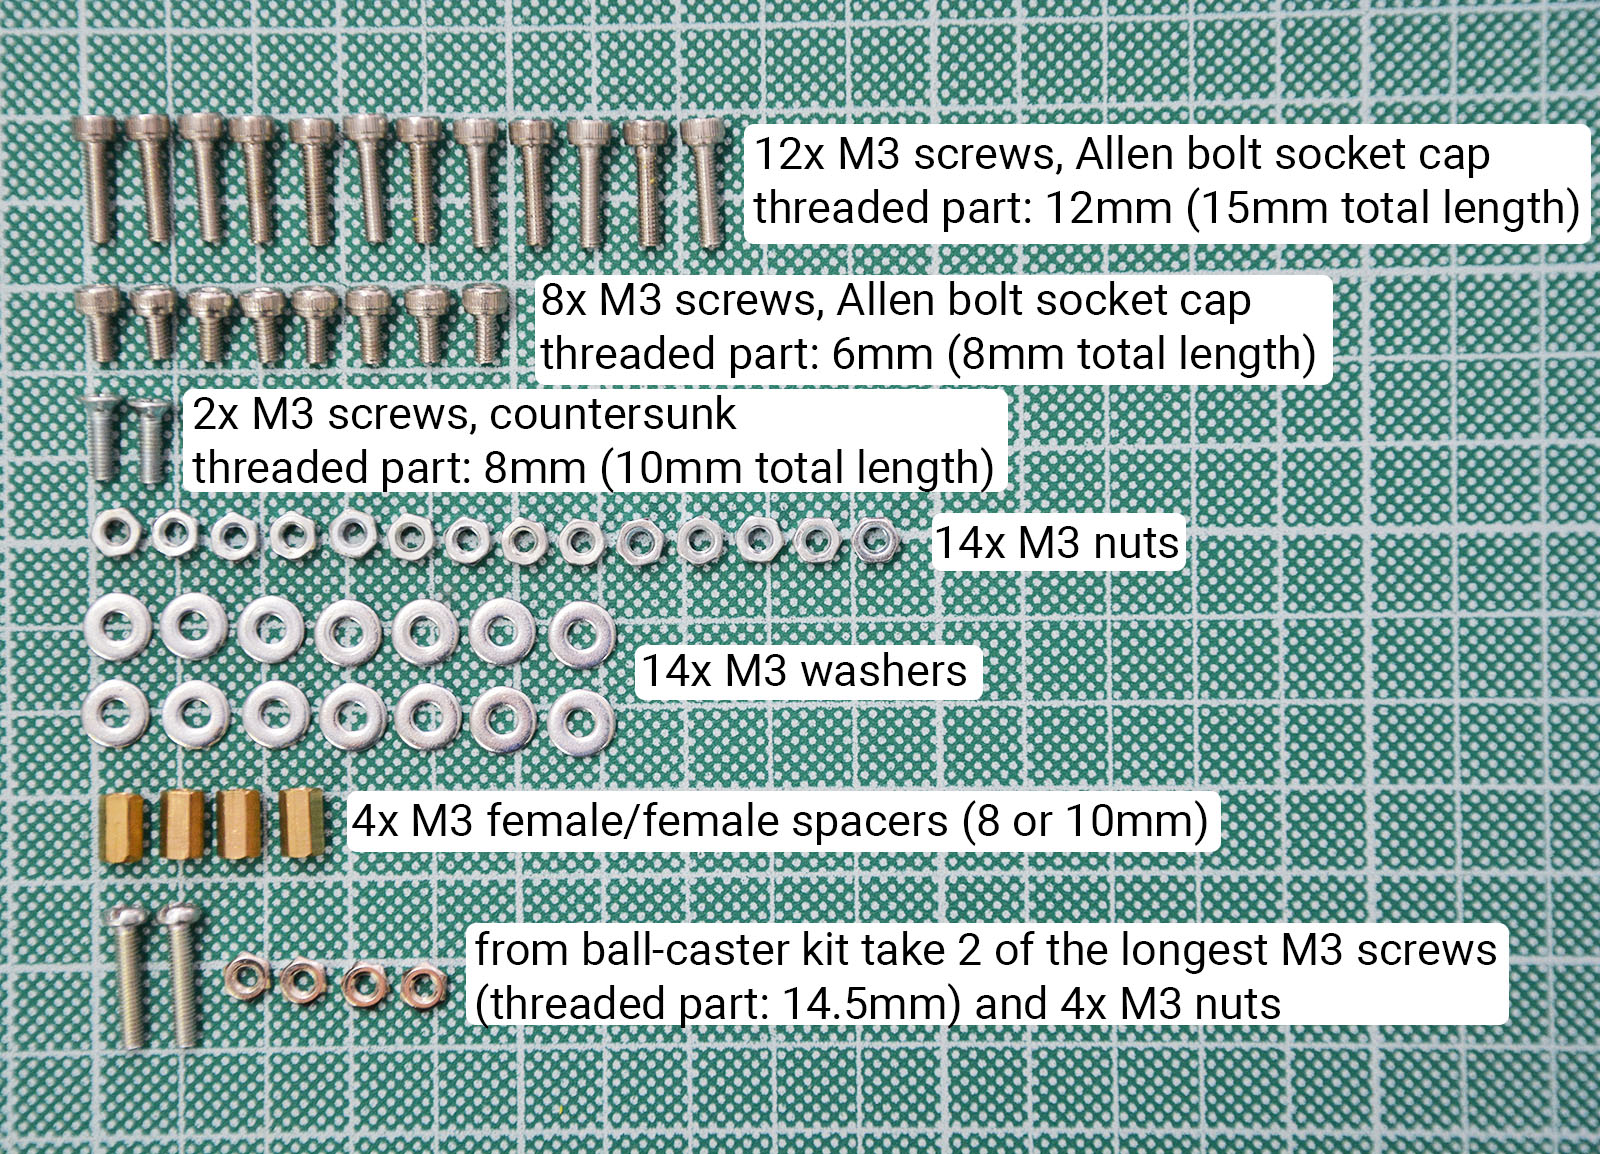 12x M3 screws, Allen bolt socket cap
threaded part: 12mm (15mm total length)
8x M3 screws, Allen bolt socket cap
threaded part: 6mm (8mm total length)
2x M3 screws, countersunk
threaded part: 8mm (10mm total length)
14x M3 nuts
14x M3 washers
4x M3 female/female spacers (8 or 10mm)
from ball-caster kit take 2 of the longest M3 screws
(threaded part: 14.5mm) and 4x M3 nuts